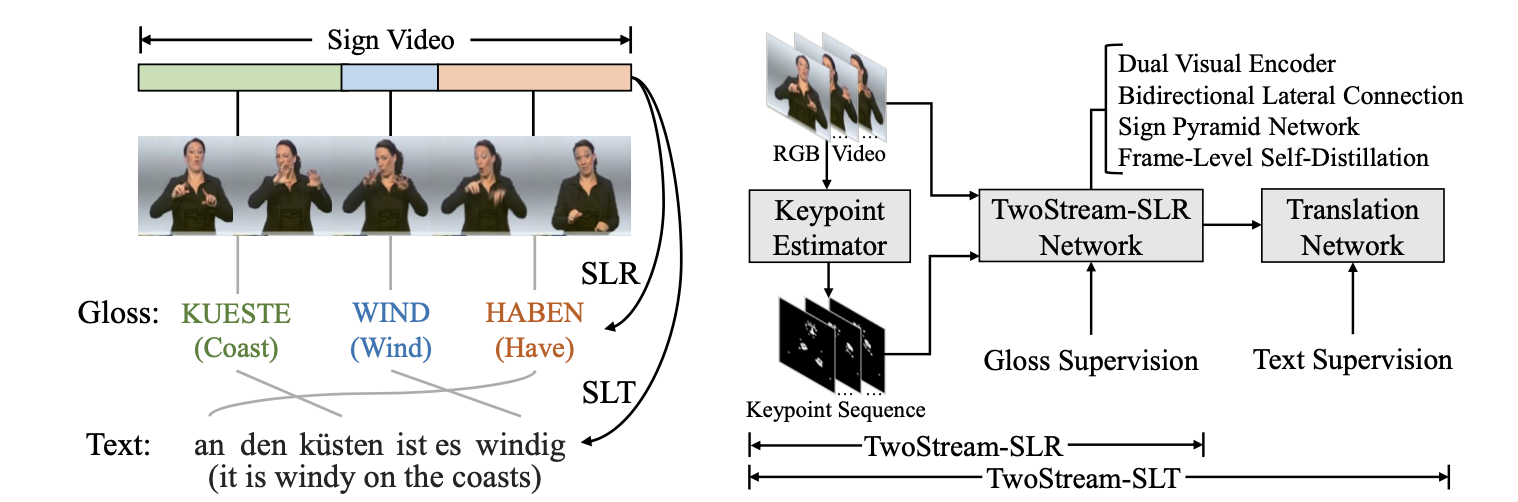 Sign Video
SLR
Gloss: KUESTE WIND HABEN
(Coast) (Wind) (Have)
SLT
Text: an den küsten ist es windig
(it is windy on the coasts)
RGB Video
Keypoint
Estimator
Keypoint Sequence
TwoStream-SLR
Network
Dual Visual Encoder
Bidirectional Lateral Connection
Sign Pyramid Network
Frame-Level Self-Distillation
Translation
Network
Gloss Supervision
Text Supervision
TwoStream-SLR
TwoStream-SLT